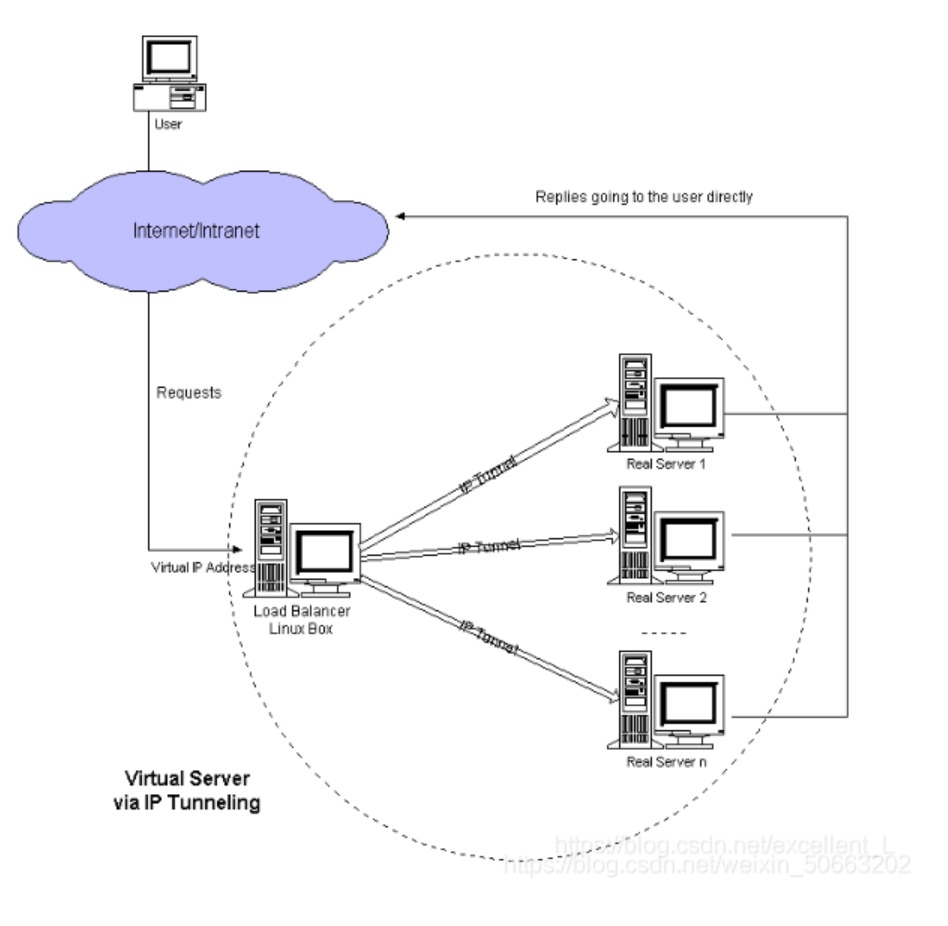 User
Internet/Intranet
Replies going to the user directly
Requests
IP Tunnel
Real Server 1
IP Tunnel
Real Server 2
Virtual IP Address
Load Balancer
Linux Box
IP Tunnel
Real Server n
Virtual Server
via IP Tunneling
https://blog.csdn.net/excellent_L
https://blog.csdn.net/weixin_50663202